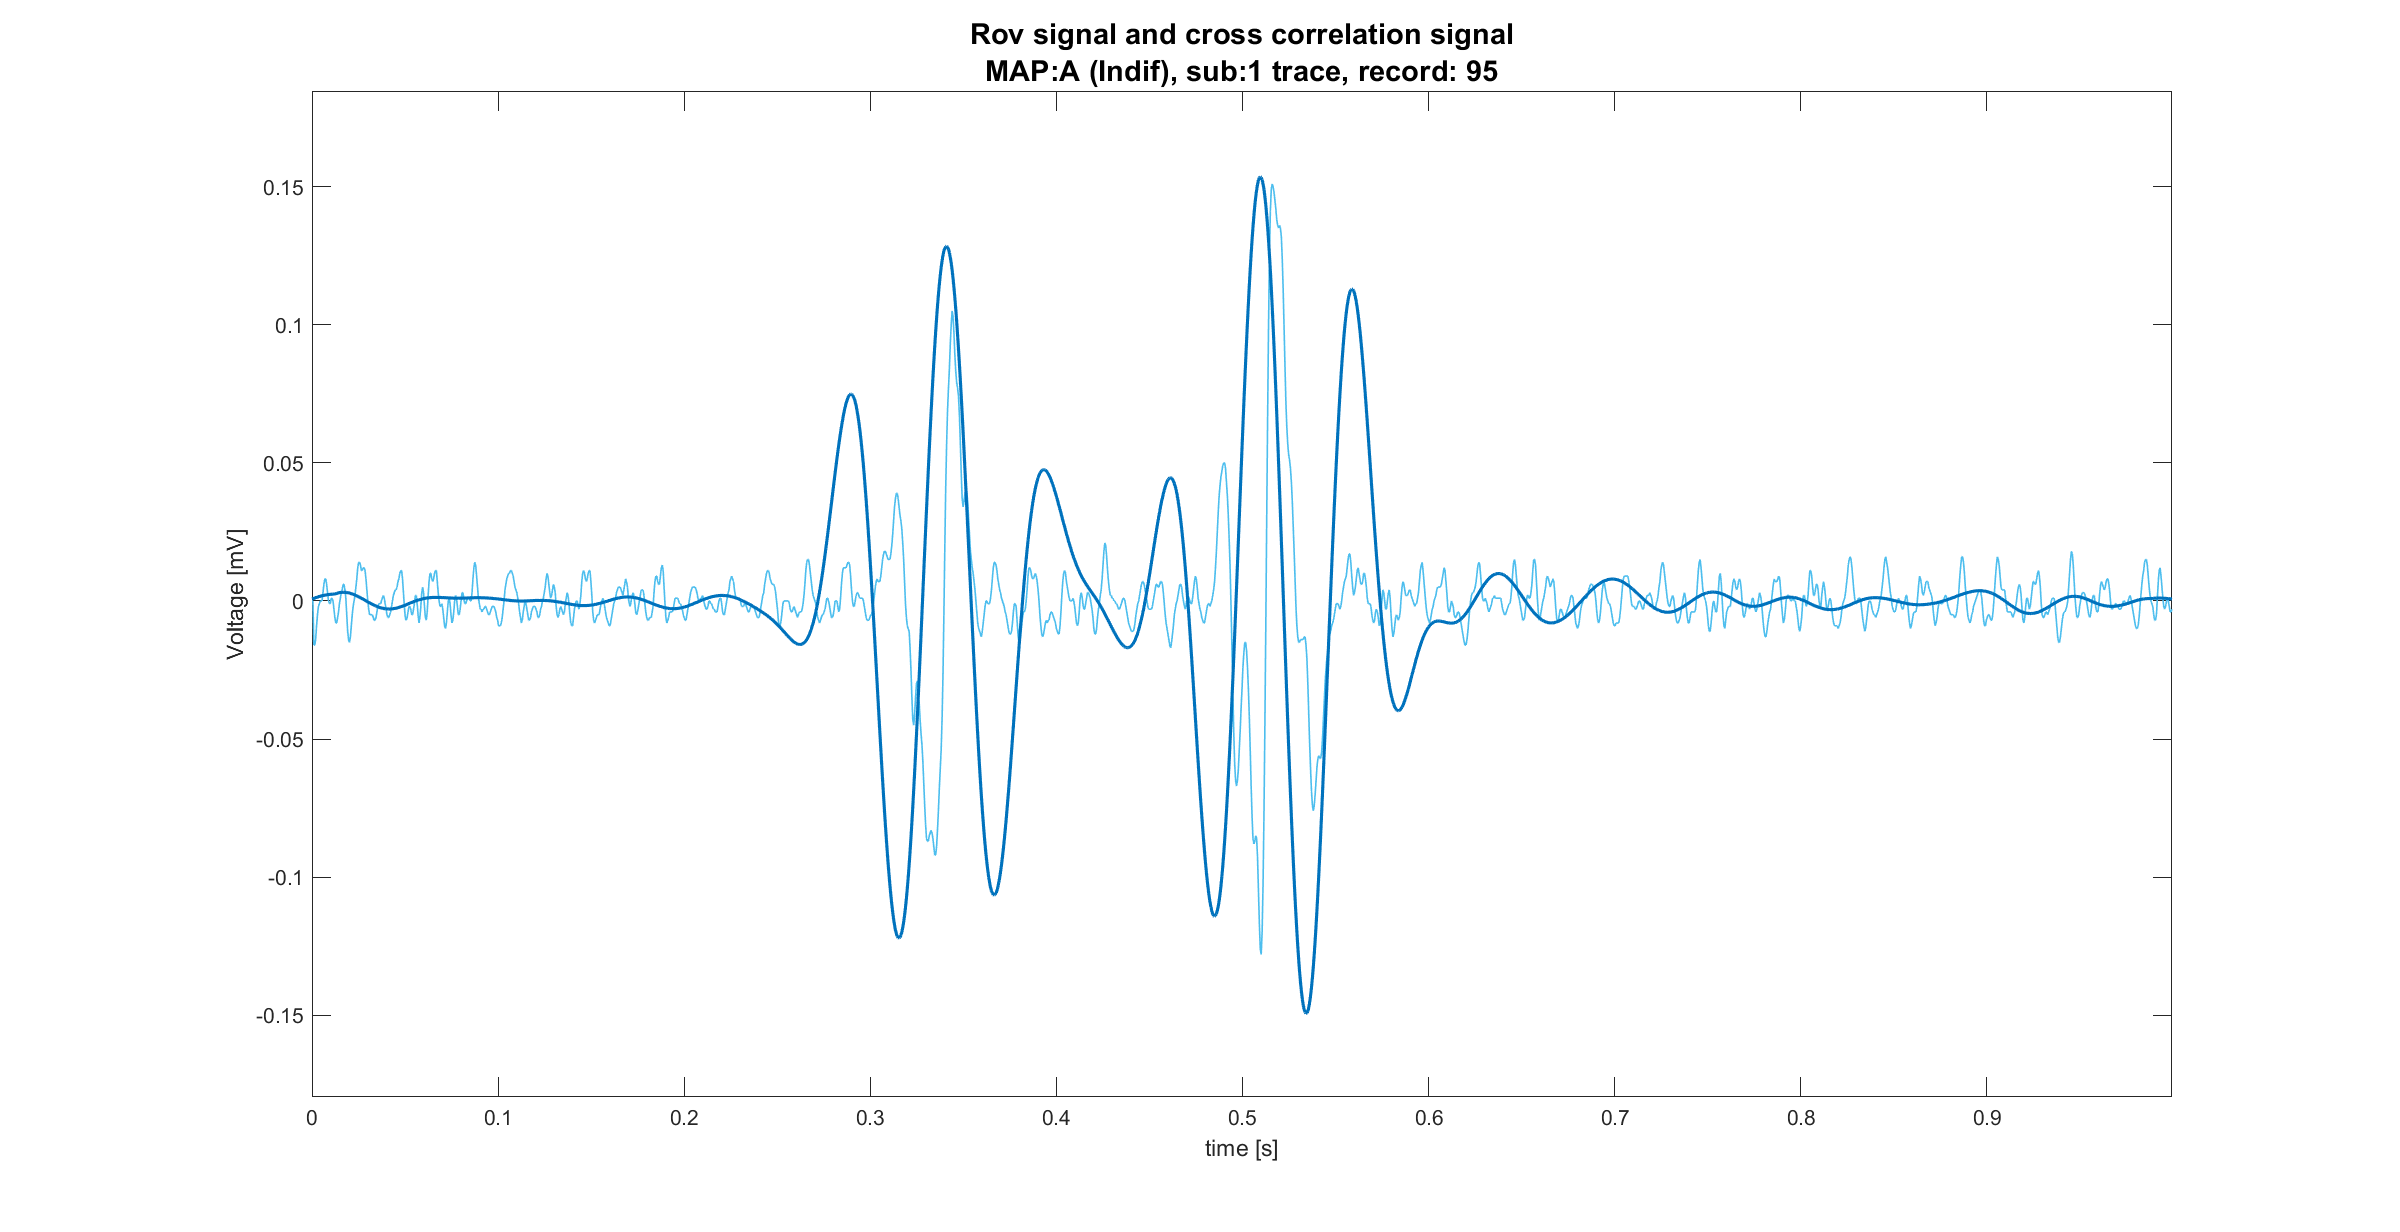 Rov signal and cross correlation signal
MAP:A (Indif), sub:1 trace, record: 95
0.15
0.1
0.05
0
-0.05
-0.1
-0.15
Voltage [mV]
0 0.1 0.2 0.3 0.4 0.5 0.6 0.7 0.8 0.9
time [s]